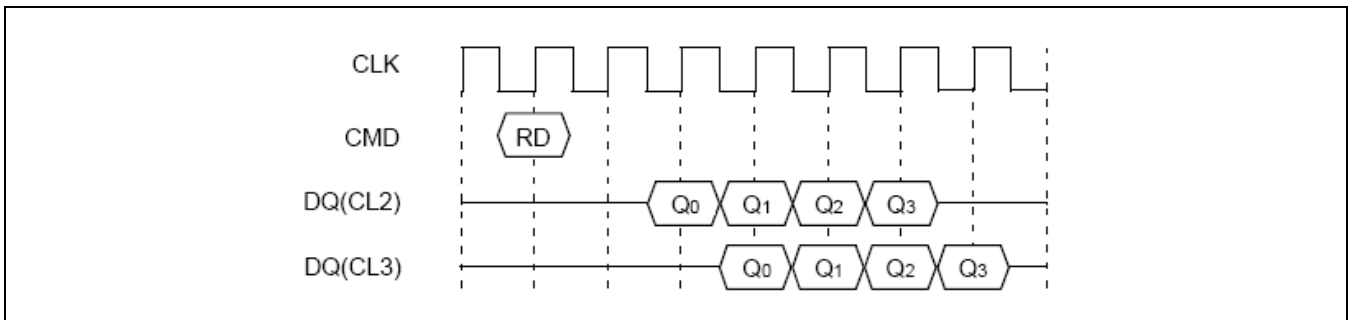 CLK
CMD RD
DQ(CL2) Q0 Q1 Q2 Q3
DQ(CL3) Q0 Q1 Q2 Q3